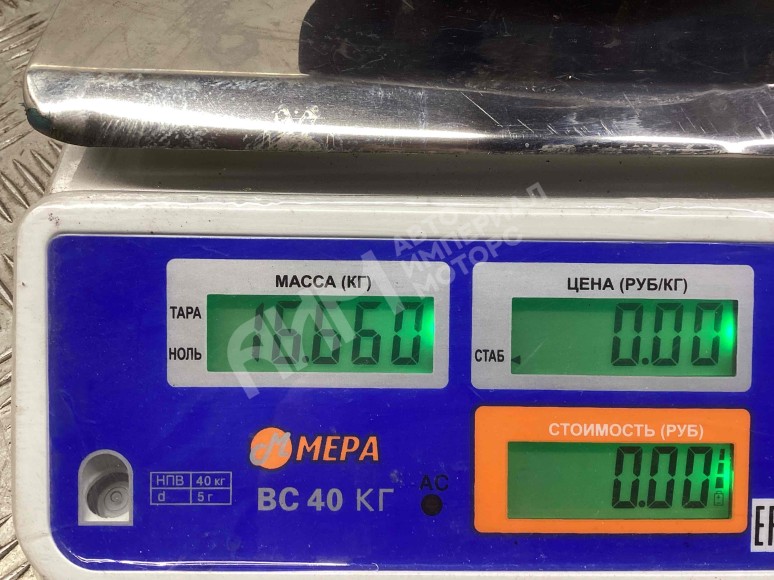 АИМ
АВТО
ИМПЕРИАЛ
МОТОРС
МАССА (КГ)
ТАРА
НОЛЬ
16.660
ЦЕНА (РУБ/КГ)
СТАБ
0.00
СТОИМОСТЬ (РУБ)
0.00
М МЕРА
НПВ 40 кг
d 5 г
ВС 40 КГ
АС